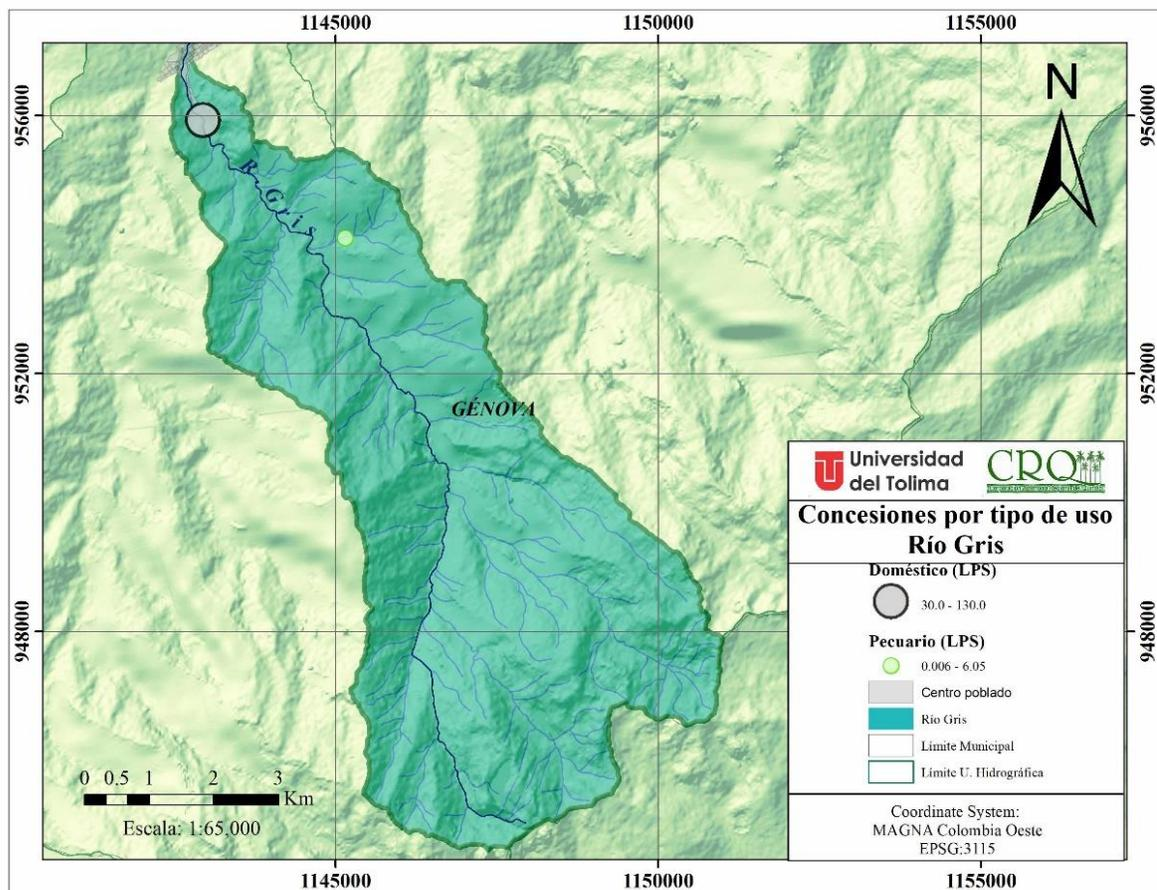 1145000 1150000 1155000
N
956000 956000
R. Gris
952000 952000
GÉNOVA
Universidad
del Tolima
CRQ
Concesiones por tipo de uso
Río Gris
Doméstico (LPS)
30.0 - 130.0
948000 948000
Pecuario (LPS)
0.006 - 6.05
Centro poblado
Río Gris
Límite Municipal
Límite U. Hidrográfica
0 0.5 1 2 3
Km
Escala: 1:65,000
Coordinate System:
MAGNA Colombia Oeste
EPSG:3115
1145000 1150000 1155000